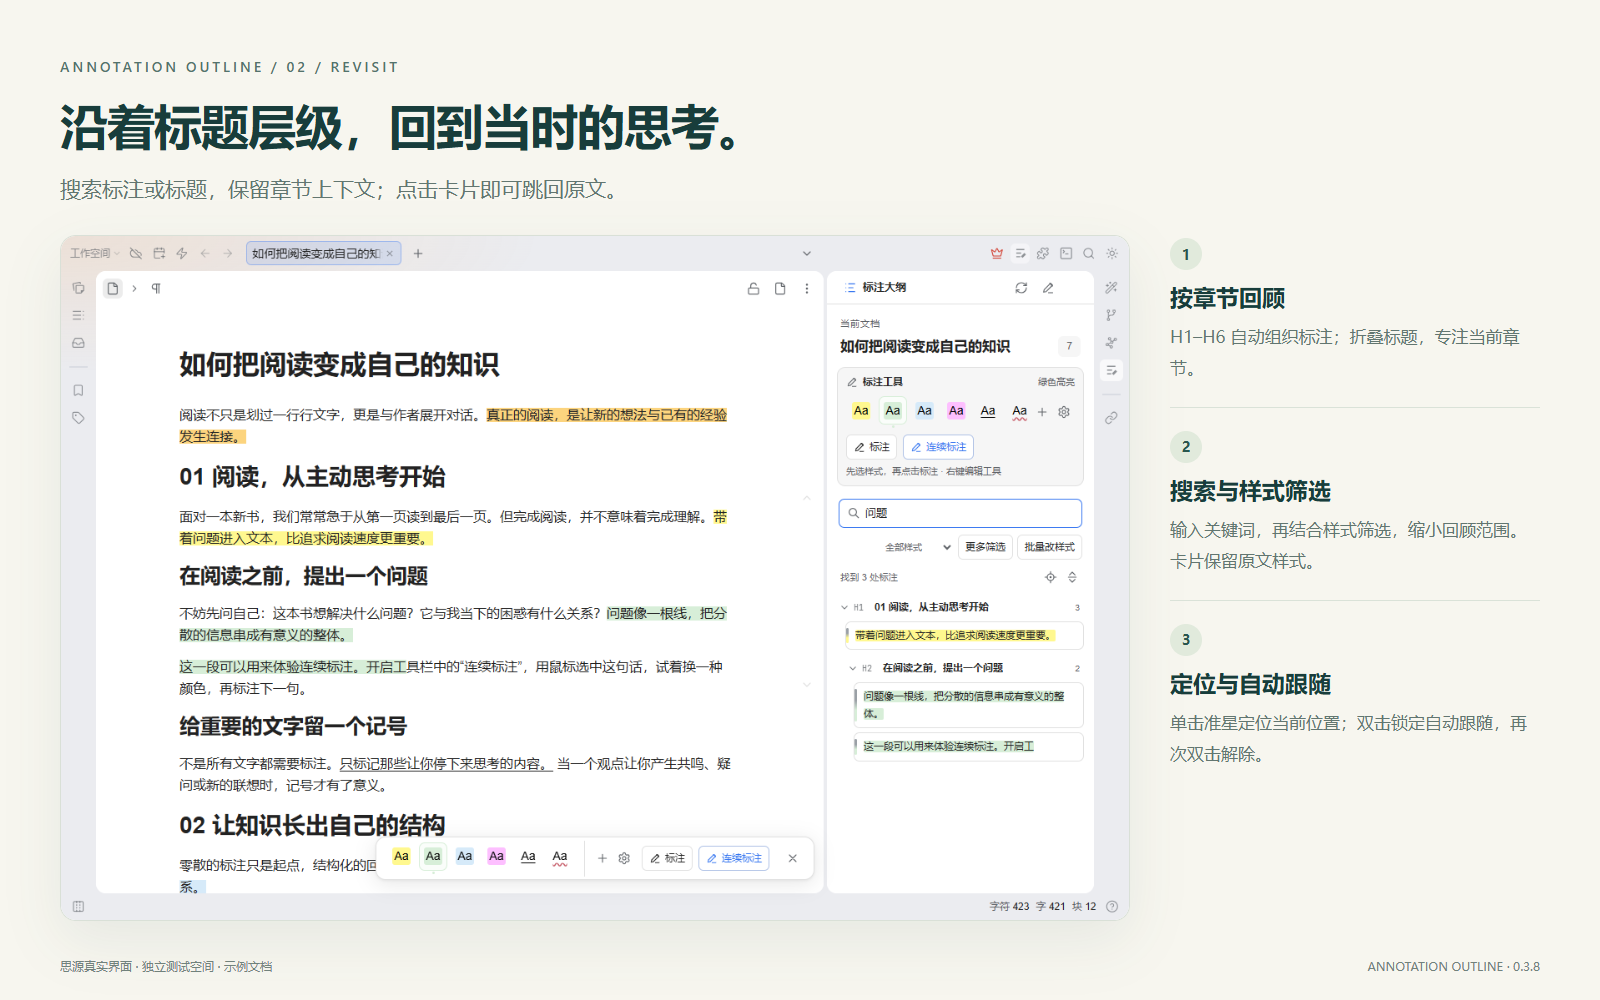 ANNOTATION OUTLINE / 02 / REVISIT
沿着标题层级，回到当时的思考。
搜索标注或标题，保留章节上下文；点击卡片即可跳回原文。
工作空间
如何把阅读变成自己的知
如何把阅读变成自己的知识
阅读不只是划过一行行文字，更是与作者展开对话。真正的阅读，是让新的想法与已有的经验
发生连接。
01 阅读，从主动思考开始
面对一本新书，我们常常急于从第一页读到最后一页。但完成阅读，并不意味着完成理解。带
着问题进入文本，比追求阅读速度更重要。
在阅读之前，提出一个问题
不妨先问自己：这本书想解决什么问题？它与我当下的困惑有什么关系？问题像一根线，把分
散的信息串成有意义的整体。
这一段可以用来体验连续标注。开启工具栏中的“连续标注”，用鼠标选中这句话，试着换一种
颜色，再标注下一句。
给重要的文字留一个记号
不是所有文字都需要标注。只标记那些让你停下来思考的内容。 当一个观点让你产生共鸣、疑
问或新的联想时，记号才有了意义。
02 让知识长出自己的结构
零散的标注只是起点，结构化的回
系。
Aa Aa Aa Aa Aa Aa 标注 连续标注
标注大纲
当前文档
如何把阅读变成自己的知识 7
标注工具 绿色高亮
Aa Aa Aa Aa Aa Aa
标注 连续标注
先选样式，再点击标注 · 右键编辑工具
问题
全部样式 更多筛选 批量改样式
找到 3 处标注
H1 01 阅读，从主动思考开始 3
带着问题进入文本，比追求阅读速度更重要。
H2 在阅读之前，提出一个问题 2
问题像一根线，把分散的信息串成有意义的整
体。
这一段可以用来体验连续标注。开启工
字符 423 字 421 块 12
1
按章节回顾
H1–H6 自动组织标注；折叠标题，专注当前章
节。
2
搜索与样式筛选
输入关键词，再结合样式筛选，缩小回顾范围。
卡片保留原文样式。
3
定位与自动跟随
单击准星定位当前位置；双击锁定自动跟随，再
次双击解除。
思源真实界面 · 独立测试空间 · 示例文档
ANNOTATION OUTLINE · 0.3.8